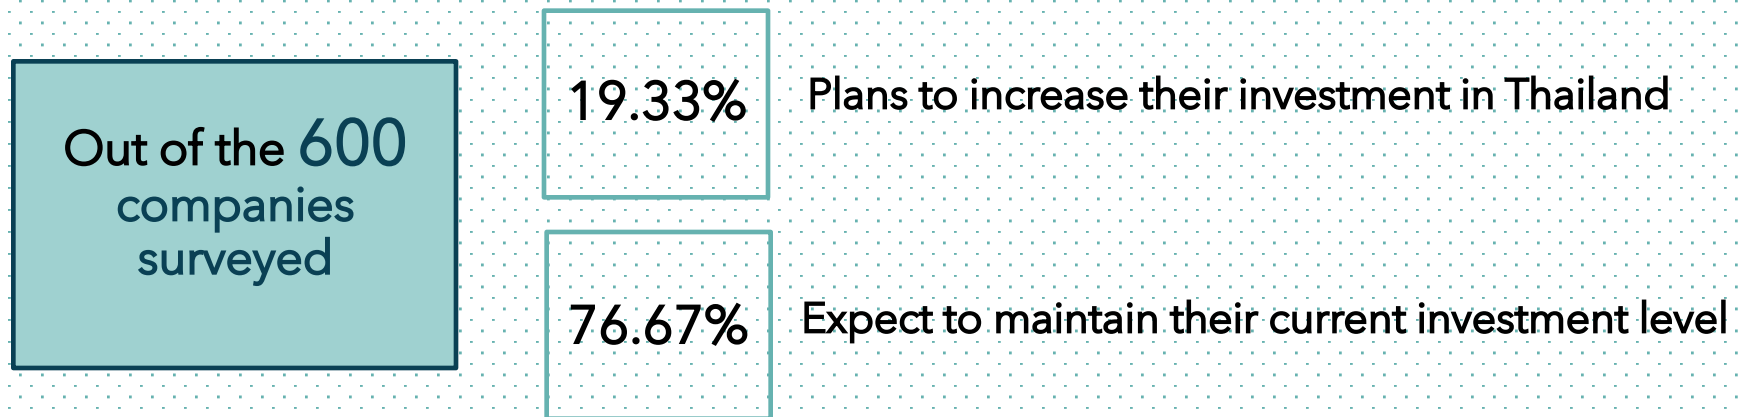 Out of the 600
companies
surveyed
19.33%
Plans to increase their investment in Thailand
76.67%
Expect to maintain their current investment level